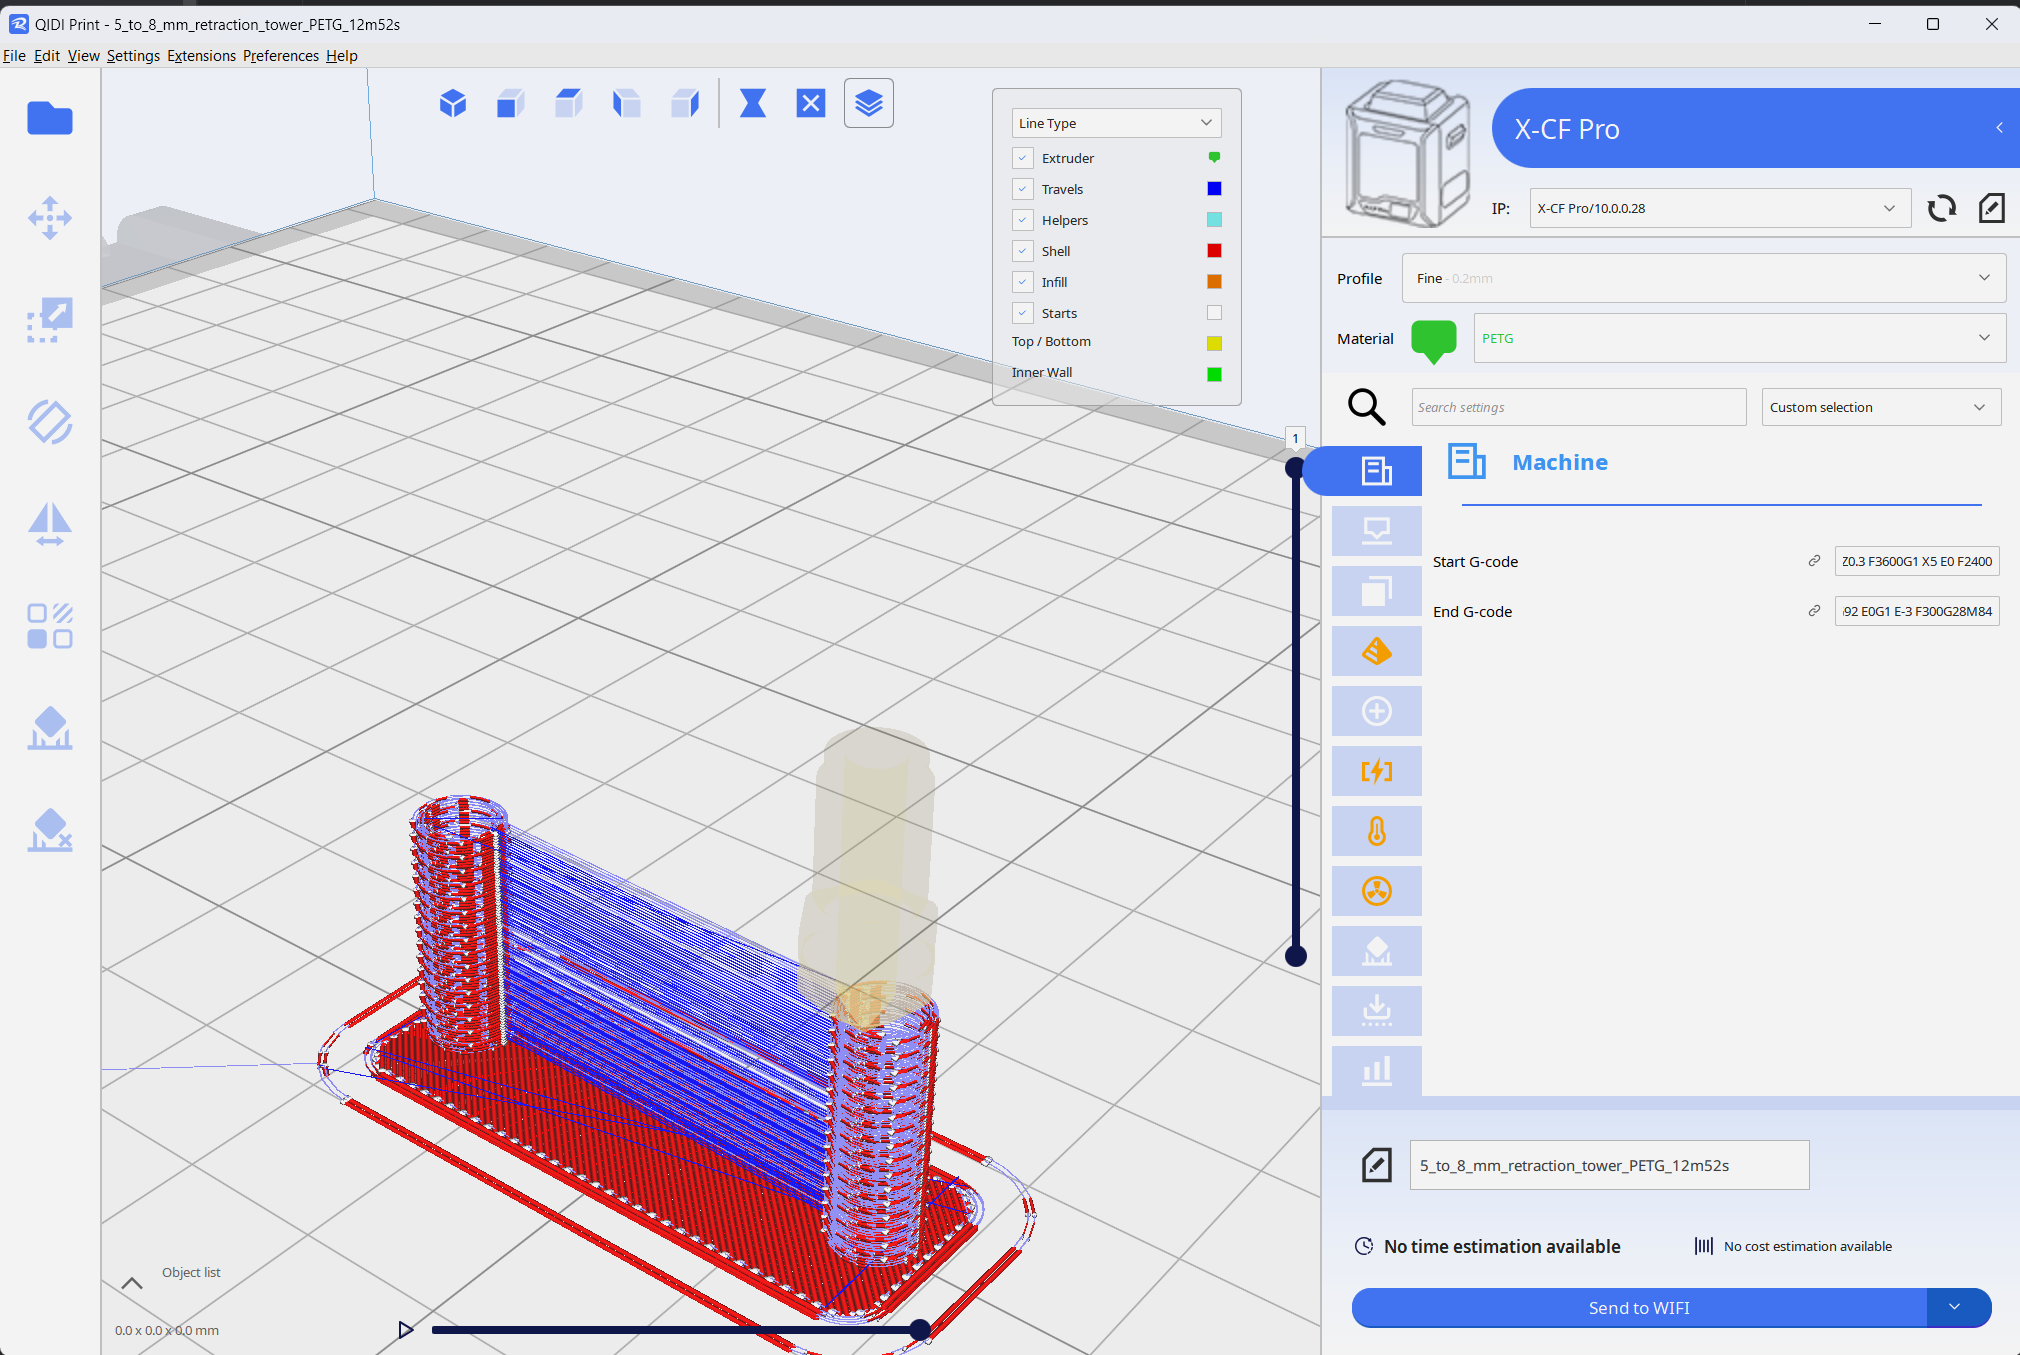 QIDI Print - 5_to_8_mm_retraction_tower_PETG_12m52s
File Edit View Settings Extensions Preferences Help
Line Type
Extruder
Travels
Helpers
Shell
Infill
Starts
Top / Bottom
Inner Wall
1
X-CF Pro
IP:
X-CF Pro/10.0.0.28
Profile
Fine - 0.2mm
Material
PETG
Search settings
Custom selection
Machine
Start G-code
Z0.3 F3600G1 X5 E0 F2400
End G-code
92 E0G1 E-3 F300G28M84
5_to_8_mm_retraction_tower_PETG_12m52s
No time estimation available
No cost estimation available
Send to WIFI
Object list
0.0 x 0.0 x 0.0 mm